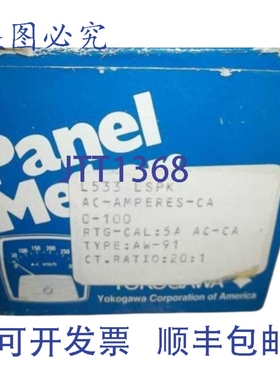 盗图必究
Panel
Me
JTT1368
L533 LSPK
AC-AMPERES-CA
0-100
RTG-CAL:5A AC-CA
TYPE:AW-91
CT.RATIO:20:1
A-C VOLTS
YOKOGAWA
Yokogawa Corporation of America
可开发票 顺丰包邮